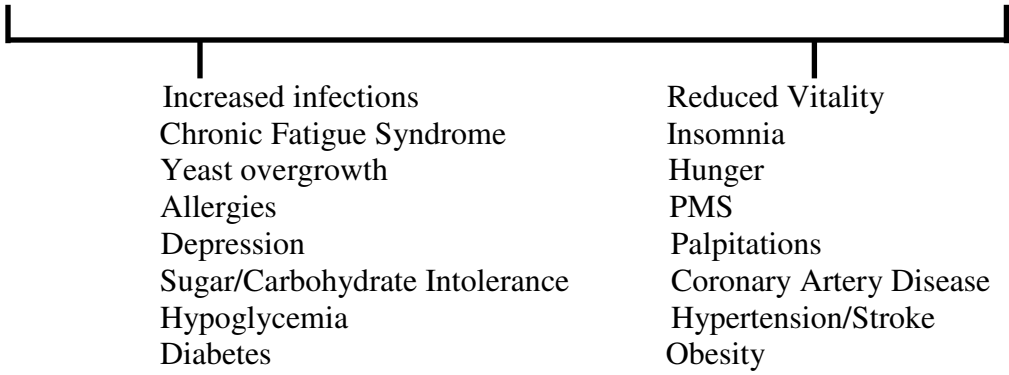 Increased infections
Chronic Fatigue Syndrome
Yeast overgrowth
Allergies
Depression
Sugar/Carbohydrate Intolerance
Hypoglycemia
Diabetes
Reduced Vitality
Insomnia
Hunger
PMS
Palpitations
Coronary Artery Disease
Hypertension/Stroke
Obesity